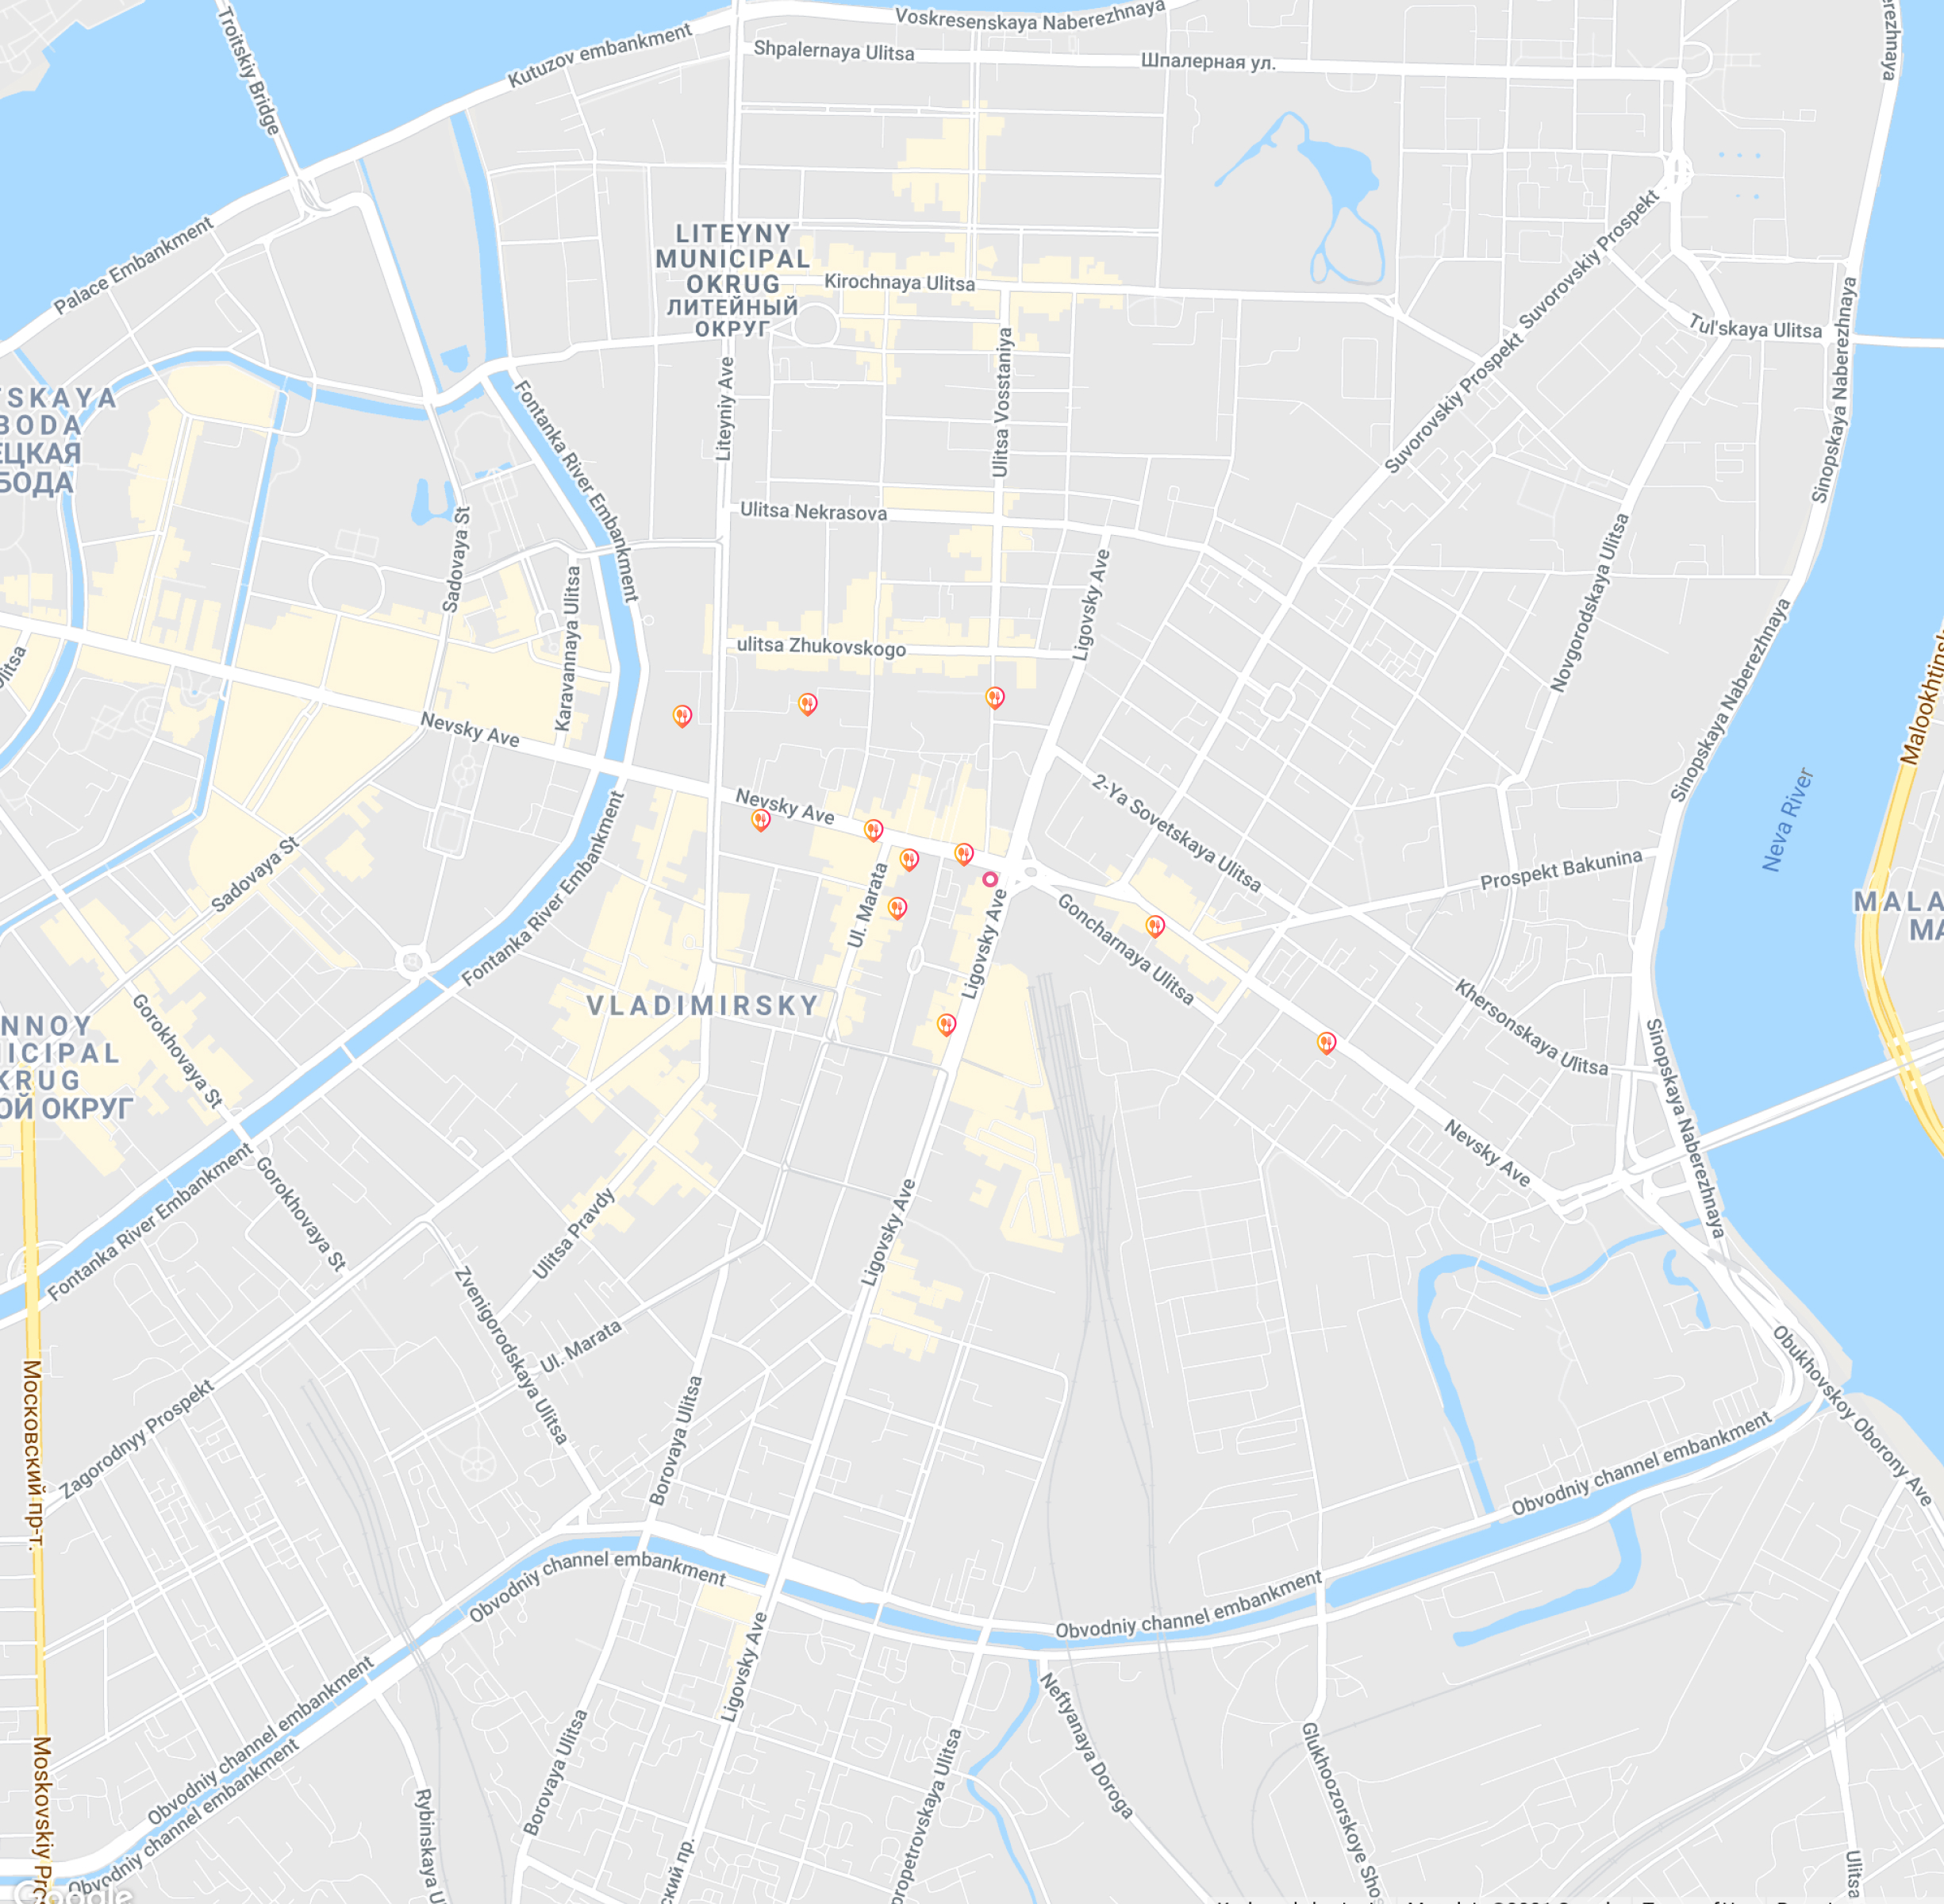 Voskresenskaya Naberezhnaya
Troitskiy Bridge
Kutuzov embankment
Shpalernaya Ulitsa
Шпалерная ул.
Palace Embankment
LITEYNY
MUNICIPAL
OKRUG
ЛИТЕЙНЫЙ
ОКРУГ
Kirochnaya Ulitsa
Suvorovskiy Prospekt
Suvorovskiy Prospekt
Tul'skaya Ulitsa
Sinopskaya Naberezhnaya
Sinopskaya Naberezhnaya
Liteyniy Ave
Ulitsa Vosstaniya
Fontanka River Embankment
Ulitsa Nekrasova
Sadovaya St
Karavannaya Ulitsa
Ligovsky Ave
Novgorodskaya Ulitsa
ulitsa Zhukovskogo
Sinopskaya Naberezhnaya
Malookhtinsk
Nevsky Ave
Nevsky Ave
2-Ya Sovetskaya Ulitsa
Neva River
Prospekt Bakunina
Sadovaya St
Fontanka River Embankment
Ul. Marata
Ligovsky Ave
Goncharnaya Ulitsa
MALA
MA
VLADIMIRSKY
Khersonskaya Ulitsa
Sinopskaya Naberezhnaya
Gorokhovaya St
NNOY
ICIPAL
KRUG
ОЙ ОКРУГ
Nevsky Ave
Gorokhovaya St
Fontanka River Embankment
Ulitsa Pravdy
Ligovsky Ave
Zvenigorodskaya Ulitsa
Ul. Marata
Obukhovskoy Oborony Ave
Московский пр-т.
Zagorodnyy Prospekt
Borovaya Ulitsa
Obvodniy channel embankment
Obvodniy channel embankment
Obvodniy channel embankment
Ligovsky Ave
Obvodniy channel embankment
Obvodniy channel embankment
Neftyanaya Doroga
Glukhoozorskoye Sho
Borovaya Ulitsa
opetrovskaya Ulitsa
Moskovskiy Pro
Rybinskaya U
ский пр.
Ulitsa
TSKAYA
BODA
ЕЦКАЯ
БОДА
Ulitsa
Google